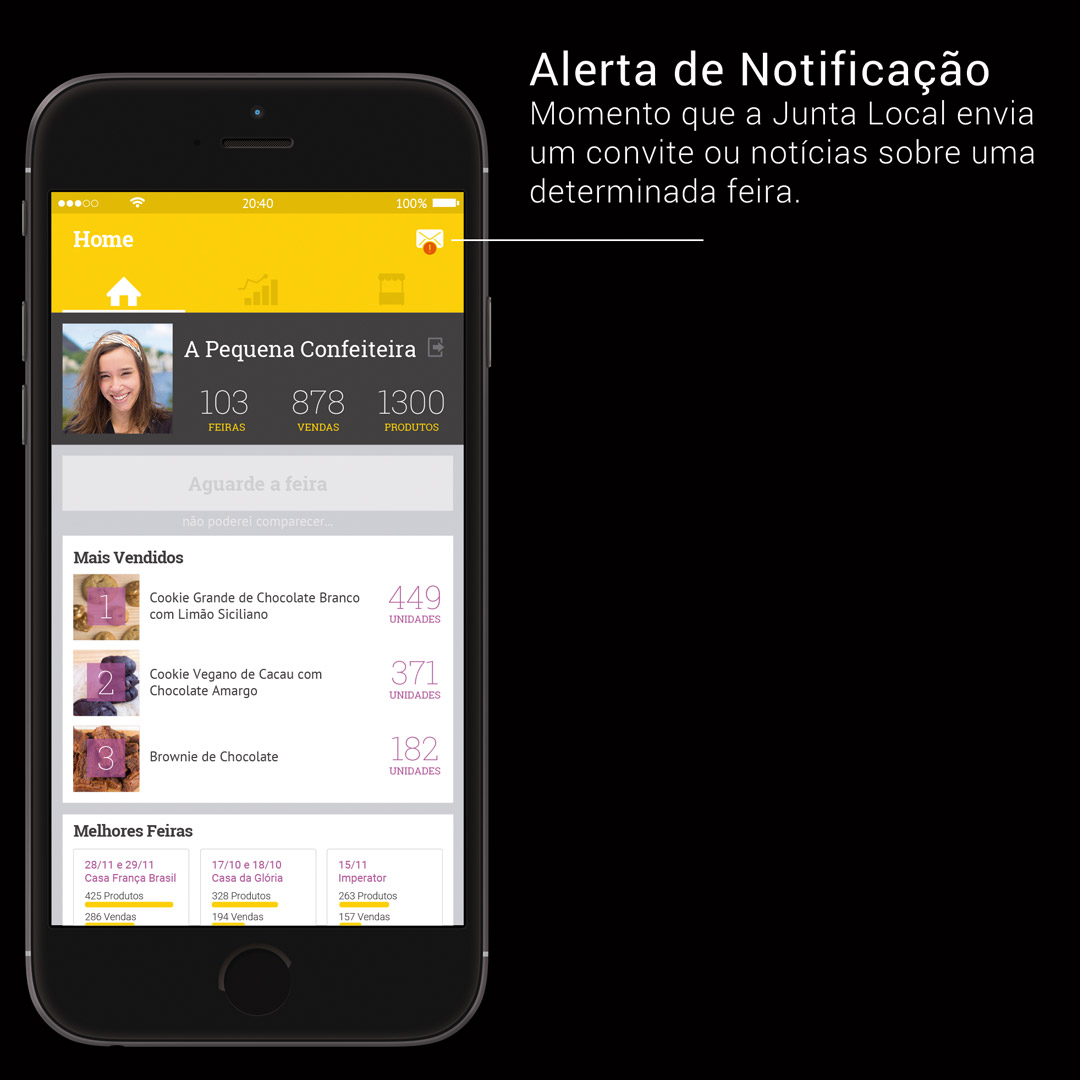 Alerta de Notificação
Momento que a Junta Local envia
um convite ou notícias sobre uma
determinada feira.
20:40
100%
Home
!
A Pequena Confeiteira
103
878
1300
FEIRAS
VENDAS
PRODUTOS
Aguarde a feira
não poderei comparecer...
Mais Vendidos
1
Cookie Grande de Chocolate Branco
com Limão Siciliano
449
UNIDADES
2
Cookie Vegano de Cacau com
Chocolate Amargo
371
UNIDADES
3
Brownie de Chocolate
182
UNIDADES
Melhores Feiras
28/11 e 29/11
Casa França Brasil
425 Produtos
286 Vendas
17/10 e 18/10
Casa da Glória
328 Produtos
194 Vendas
15/11
Imperator
263 Produtos
157 Vendas